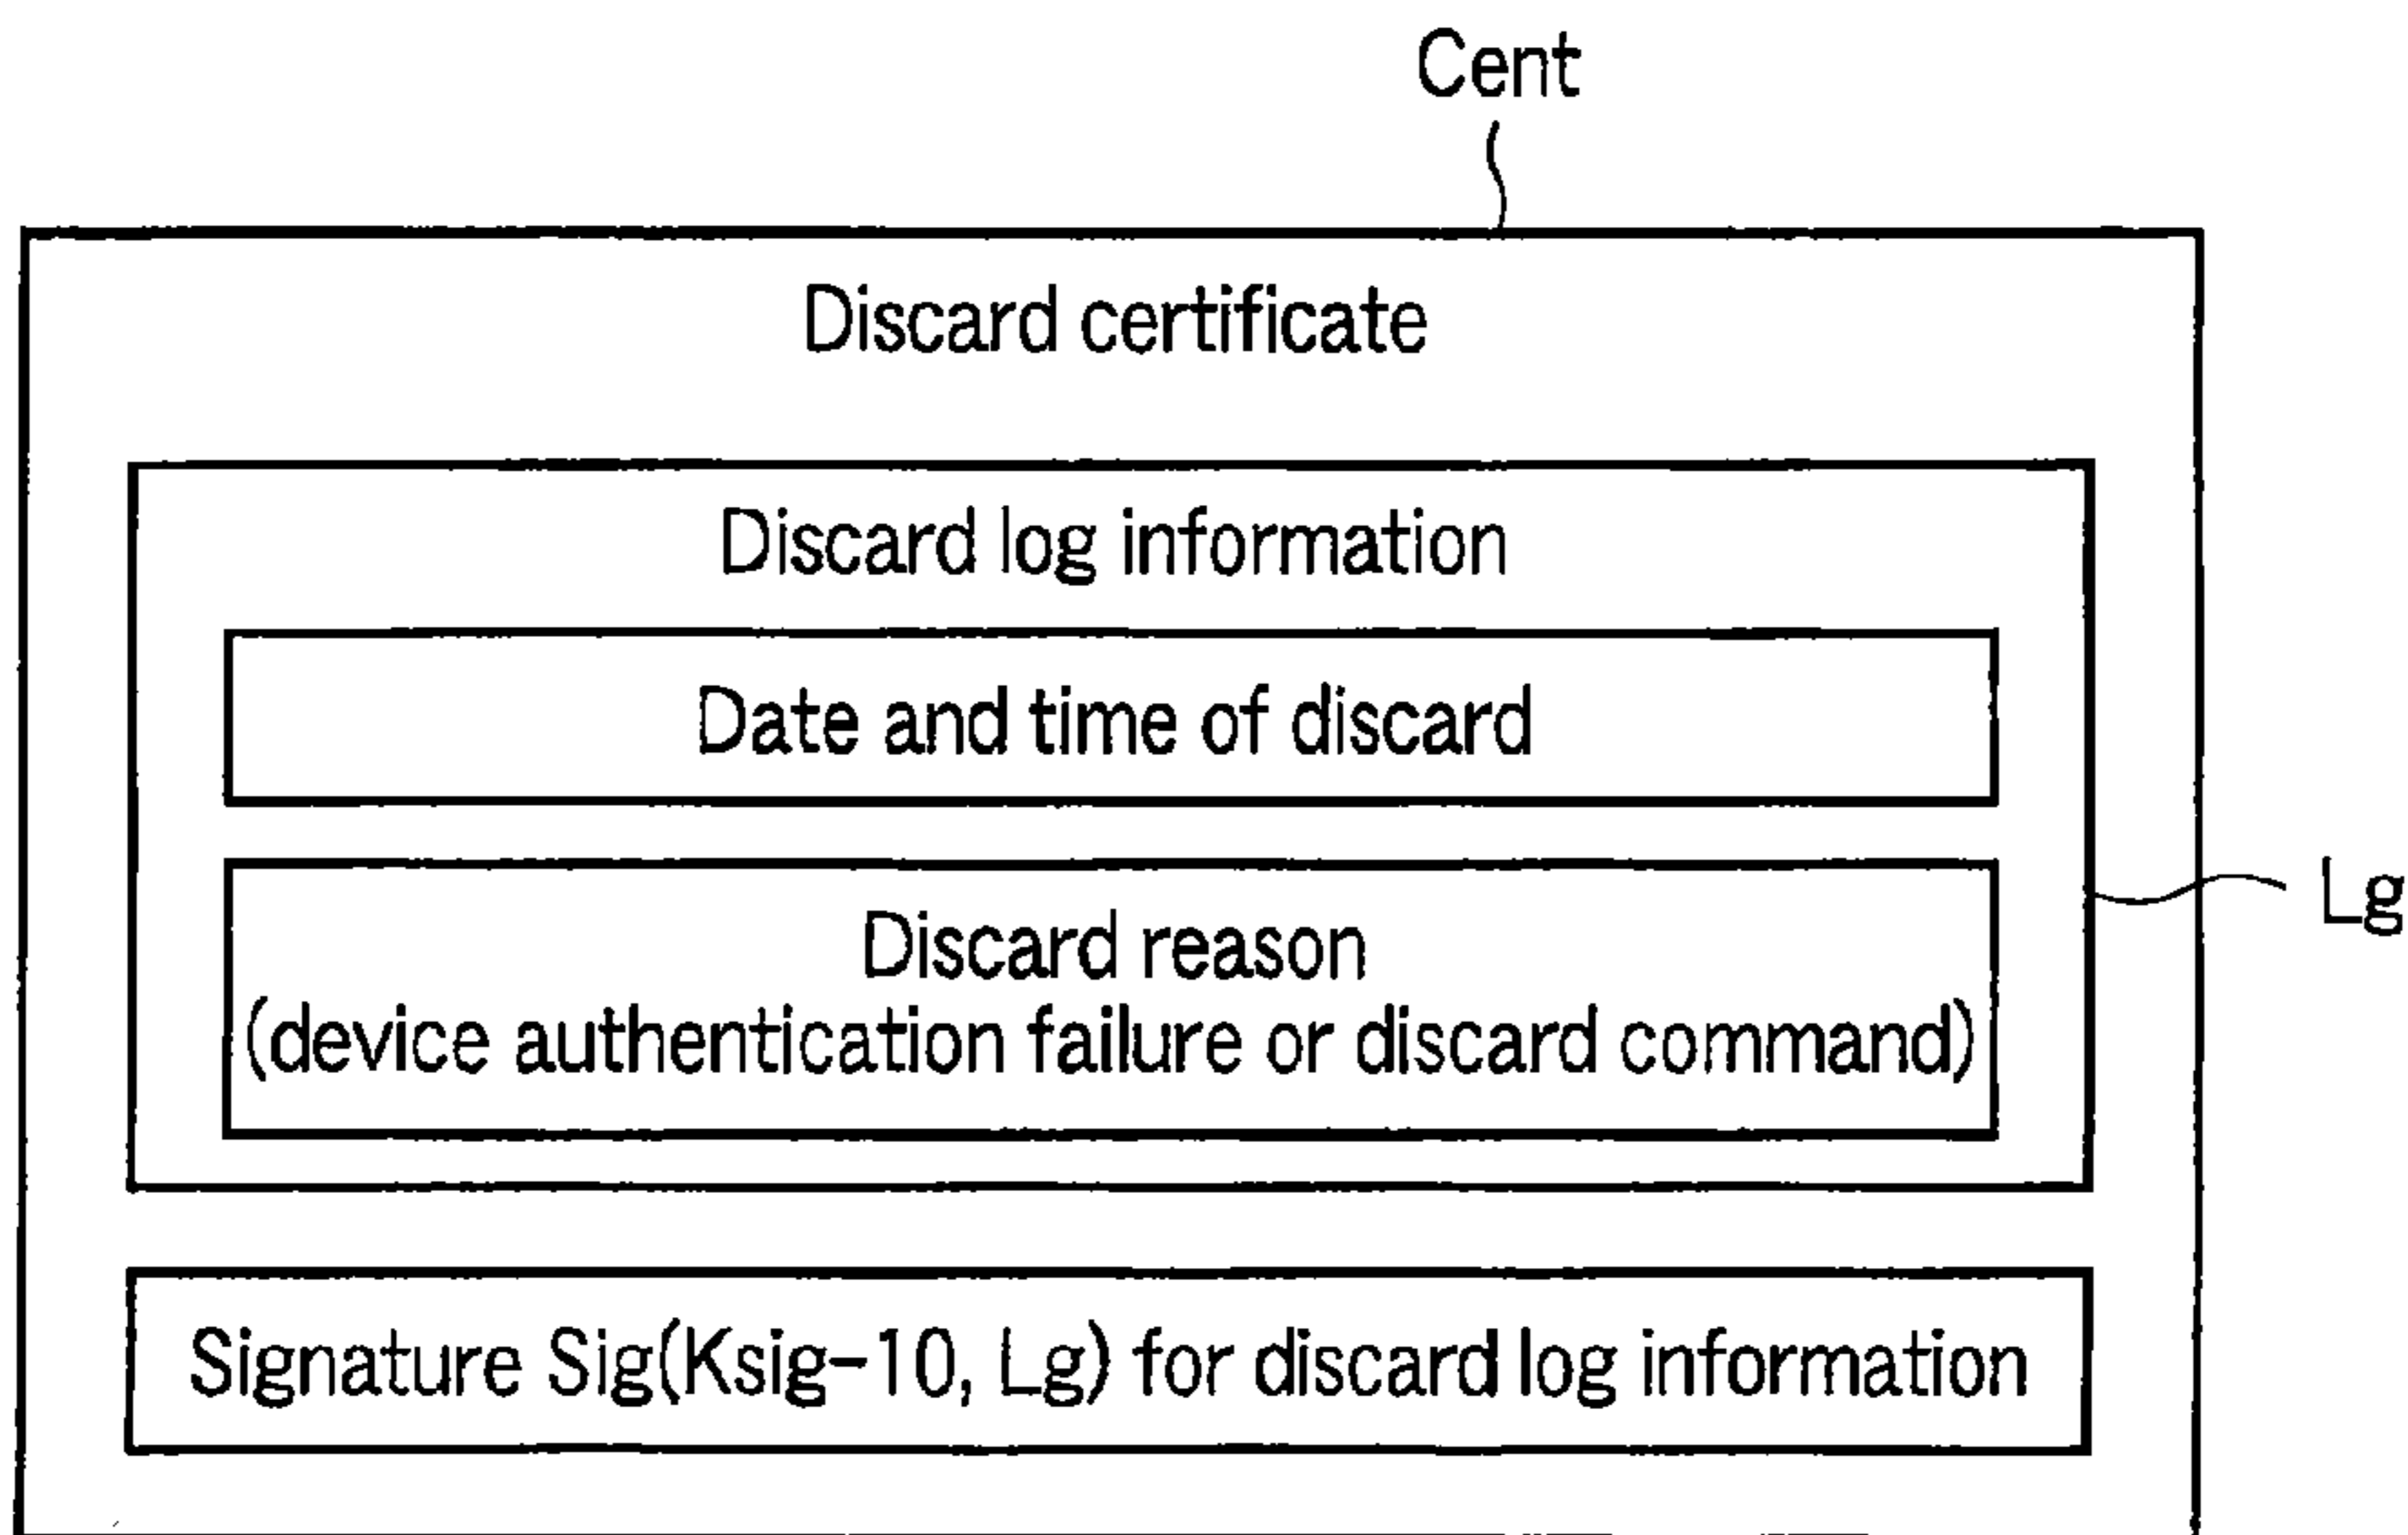 Cent
Discard certificate
Discard log information
Date and time of discard
Discard reason
(device authentication failure or discard command)
Lg
Signature Sig(Ksig-10, Lg) for discard log information